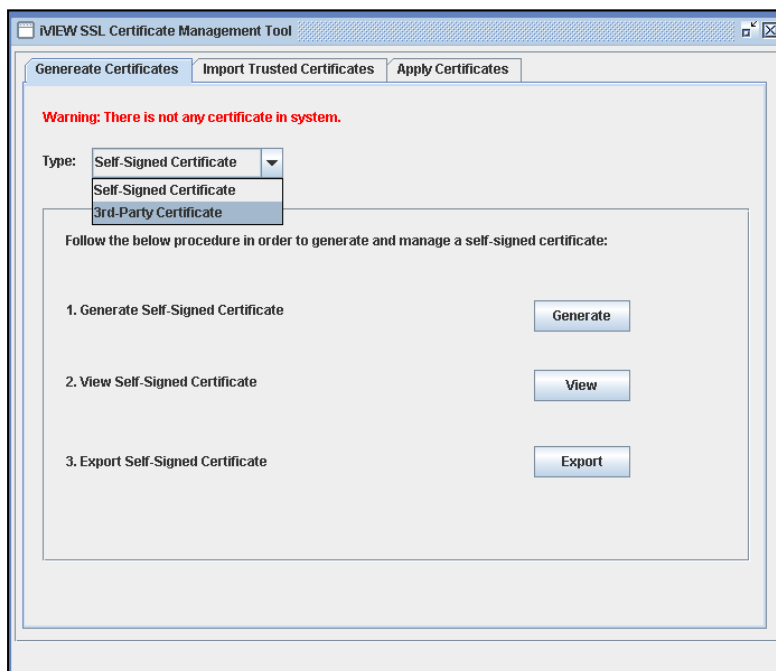 iVIEW SSL Certificate Management Tool
Genereate Certificates Import Trusted Certificates Apply Certificates
Warning: There is not any certificate in system.
Type: Self-Signed Certificate
Self-Signed Certificate
3rd-Party Certificate
Follow the below procedure in order to generate and manage a self-signed certificate:
1. Generate Self-Signed Certificate Generate
2. View Self-Signed Certificate View
3. Export Self-Signed Certificate Export